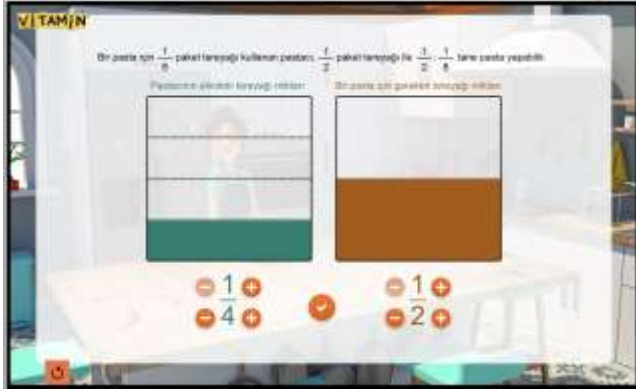 VİTAMİN
Bir pasta için 1/8 paket tereyağı kullanan pastacı, 1/2 paket tereyağı ile 1/2 : 1/8 tane pasta yapabilir.
Pastacının elindeki tereyağı miktarı
Bir pasta için gereken tereyağı miktarı
1/4
1/2